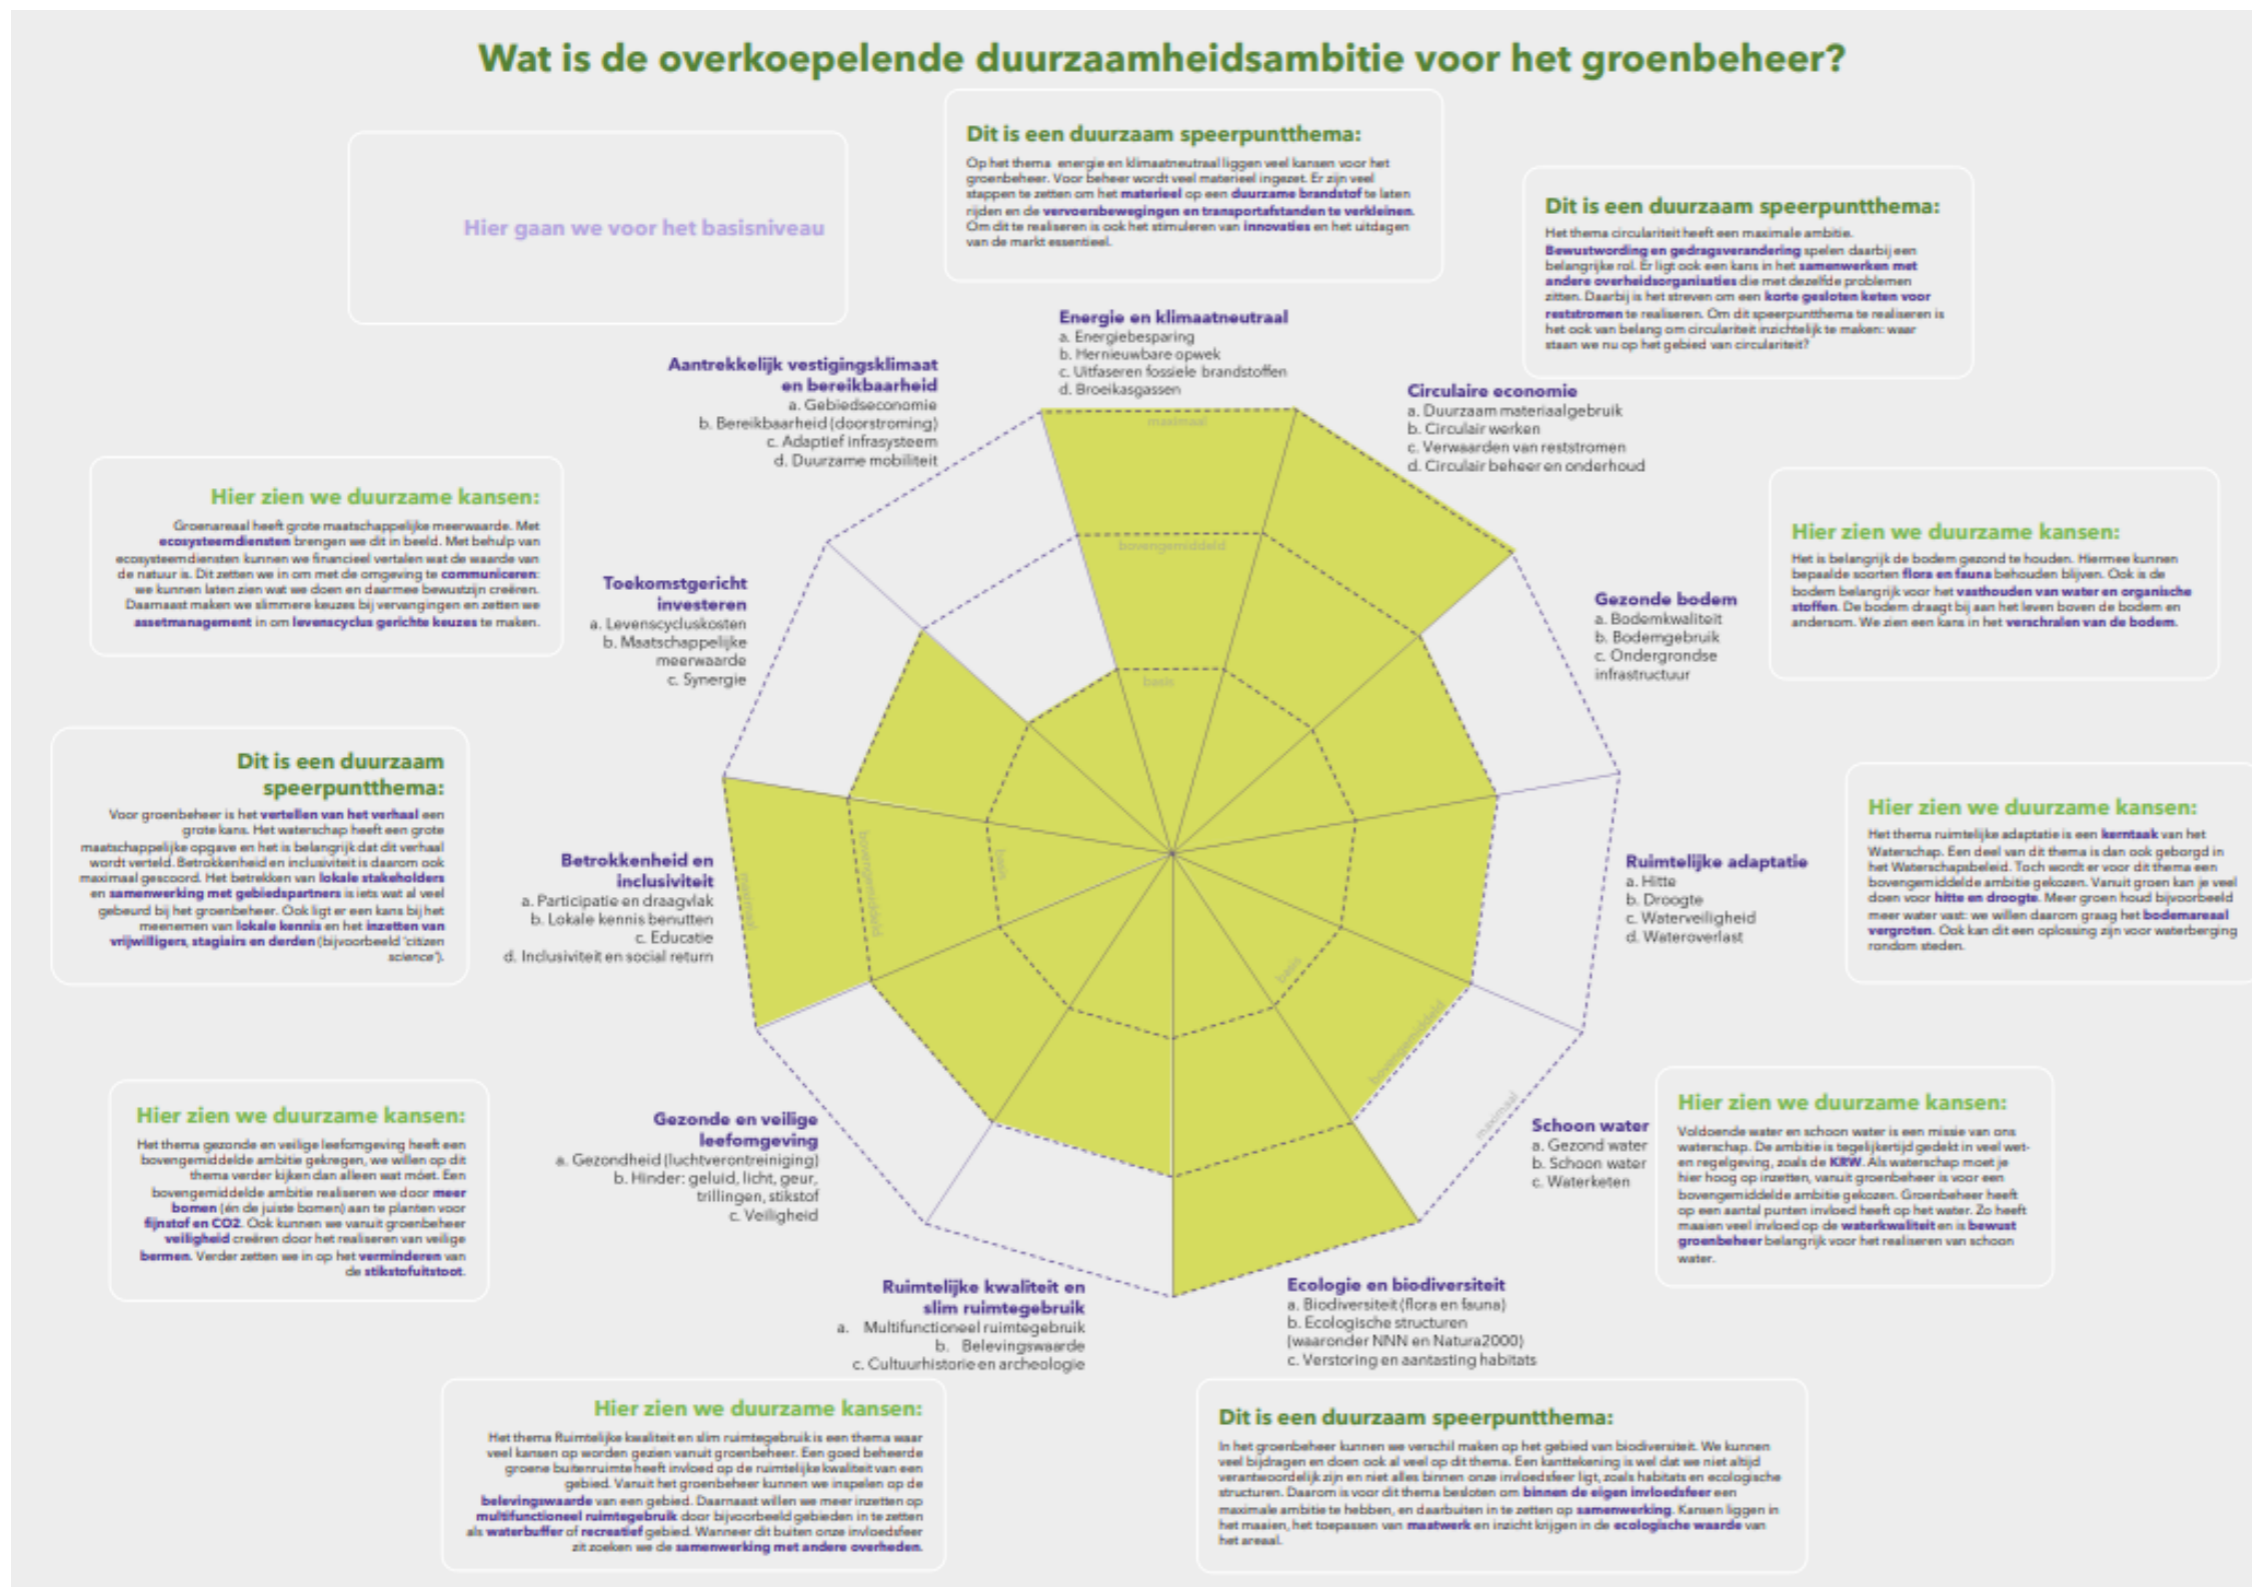 Wat is de overkoepelende duurzaamheidsambitie voor het groenbeheer?
Hier gaan we voor het basisniveau
Dit is een duurzaam speerpuntthema:
Op het thema energie en klimaatneutraal liggen veel kansen voor het
groenbeheer. Voor beheer wordt veel materieel ingezet. Er zijn veel
stappen te zetten om het materieel op een duurzame brandstof te laten
rijden en de vervoersbewegingen en transportafstanden te verkleinen.
Om dit te realiseren is ook het stimuleren van innovaties en het uitdagen
van de markt essentieel.
Dit is een duurzaam speerpuntthema:
Het thema circulariteit heeft een maximale ambitie.
Bewustwording en gedragsverandering spelen daarbij een
belangrijke rol. Er ligt ook een kans in het samenwerken met
andere overheidsorganisaties die met dezelfde problemen
zitten. Daarbij is het streven om een korte gesloten keten voor
reststromen te realiseren. Om dit speerpuntthema te realiseren is
het ook van belang om circulariteit inzichtelijk te maken: waar
staan we nu op het gebied van circulariteit?
Energie en klimaatneutraal
a. Energiebesparing
b. Hernieuwbare opwek
c. Uitfaseren fossiele brandstoffen
d. Broeikasgassen
Aantrekkelijk vestigingsklimaat
en bereikbaarheid
a. Gebiedseconomie
b. Bereikbaarheid (doorstroming)
c. Adaptief infrasysteem
d. Duurzame mobiliteit
Circulaire economie
a. Duurzaam materiaalgebruik
b. Circulair werken
c. Verwaarden van reststromen
d. Circulair beheer en onderhoud
maximaal
bovengemiddeld
basis
Hier zien we duurzame kansen:
Groenareaal heeft grote maatschappelijke meerwaarde. Met
ecosysteemdiensten brengen we dit in beeld. Met behulp van
ecosysteemdiensten kunnen we financieel vertalen wat de waarde van
de natuur is. Dit zetten we in om met de omgeving te communiceren:
we kunnen laten zien wat we doen en daarmee bewustzijn creëren.
Daarnaast maken we slimmere keuzes bij vervangingen en zetten we
assetmanagement in om levenscyclus gerichte keuzes te maken.
Toekomstgericht
investeren
a. Levenscycluskosten
b. Maatschappelijke
meerwaarde
c. Synergie
Hier zien we duurzame kansen:
Het is belangrijk de bodem gezond te houden. Hiermee kunnen
bepaalde soorten flora en fauna behouden blijven. Ook is de
bodem belangrijk voor het vasthouden van water en organische
stoffen. De bodem draagt bij aan het leven boven de bodem en
andersom. We zien een kans in het verschralen van de bodem.
Gezonde bodem
a. Bodemkwaliteit
b. Bodemgebruik
c. Ondergrondse
infrastructuur
Dit is een duurzaam
speerpuntthema:
Voor groenbeheer is het vertellen van het verhaal een
grote kans. Het waterschap heeft een grote
maatschappelijke opgave en het is belangrijk dat dit verhaal
wordt verteld. Betrokkenheid en inclusiviteit is daarom ook
maximaal gescoord. Het betrekken van lokale stakeholders
en samenwerking met gebiedspartners is iets wat al veel
gebeurd bij het groenbeheer. Ook ligt er een kans bij het
meenemen van lokale kennis en het inzetten van
vrijwilligers, stagiairs en derden (bijvoorbeeld 'citizen
science').
Betrokkenheid en
inclusiviteit
a. Participatie en draagvlak
b. Lokale kennis benutten
c. Educatie
d. Inclusiviteit en social return
maximaal
bovengemiddeld
basis
Ruimtelijke adaptatie
a. Hitte
b. Droogte
c. Waterveiligheid
d. Wateroverlast
Hier zien we duurzame kansen:
Het thema ruimtelijke adaptatie is een kerntaak van het
Waterschap. Een deel van dit thema is dan ook geborgd in
het Waterschapsbeleid. Toch wordt er voor dit thema een
bovengemiddelde ambitie gekozen. Vanuit groen kan je veel
doen voor hitte en droogte. Meer groen houd bijvoorbeeld
meer water vast: we willen daarom graag het bodemareaal
vergroten. Ook kan dit een oplossing zijn voor waterberging
rondom steden.
basis
bovengemiddeld
maximaal
Hier zien we duurzame kansen:
Het thema gezonde en veilige leefomgeving heeft een
bovengemiddelde ambitie gekregen, we willen op dit
thema verder kijken dan alleen wat móet. Een
bovengemiddelde ambitie realiseren we door meer
bomen (én de juiste bomen) aan te planten voor
fijnstof en CO2. Ook kunnen we vanuit groenbeheer
veiligheid creëren door het realiseren van veilige
bermen. Verder zetten we in op het verminderen van
de stikstofuitstoot.
Gezonde en veilige
leefomgeving
a. Gezondheid (luchtverontreiniging)
b. Hinder: geluid, licht, geur,
trillingen, stikstof
c. Veiligheid
Schoon water
a. Gezond water
b. Schoon water
c. Waterketen
Hier zien we duurzame kansen:
Voldoende water en schoon water is een missie van ons
waterschap. De ambitie is tegelijkertijd gedekt in veel wet-
en regelgeving, zoals de KRW. Als waterschap moet je
hier hoog op inzetten, vanuit groenbeheer is voor een
bovengemiddelde ambitie gekozen. Groenbeheer heeft
op een aantal punten invloed heeft op het water. Zo heeft
maaien veel invloed op de waterkwaliteit en is bewust
groenbeheer belangrijk voor het realiseren van schoon
water.
Ruimtelijke kwaliteit en
slim ruimtegebruik
a. Multifunctioneel ruimtegebruik
b. Belevingswaarde
c. Cultuurhistorie en archeologie
Ecologie en biodiversiteit
a. Biodiversiteit (flora en fauna)
b. Ecologische structuren
(waaronder NNN en Natura2000)
c. Verstoring en aantasting habitats
Hier zien we duurzame kansen:
Het thema Ruimtelijke kwaliteit en slim ruimtegebruik is een thema waar
veel kansen op worden gezien vanuit groenbeheer. Een goed beheerde
groene buitenruimte heeft invloed op de ruimtelijke kwaliteit van een
gebied. Vanuit het groenbeheer kunnen we inspelen op de
belevingswaarde van een gebied. Daarnaast willen we meer inzetten op
multifunctioneel ruimtegebruik door bijvoorbeeld gebieden in te zetten
als waterbuffer of recreatief gebied. Wanneer dit buiten onze invloedsfeer
zit zoeken we de samenwerking met andere overheden.
Dit is een duurzaam speerpuntthema:
In het groenbeheer kunnen we verschil maken op het gebied van biodiversiteit. We kunnen
veel bijdragen en doen ook al veel op dit thema. Een kanttekening is wel dat we niet altijd
verantwoordelijk zijn en niet alles binnen onze invloedsfeer ligt, zoals habitats en ecologische
structuren. Daarom is voor dit thema besloten om binnen de eigen invloedsfeer een
maximale ambitie te hebben, en daarbuiten in te zetten op samenwerking. Kansen liggen in
het maaien, het toepassen van maatwerk en inzicht krijgen in de ecologische waarde van
het areaal.